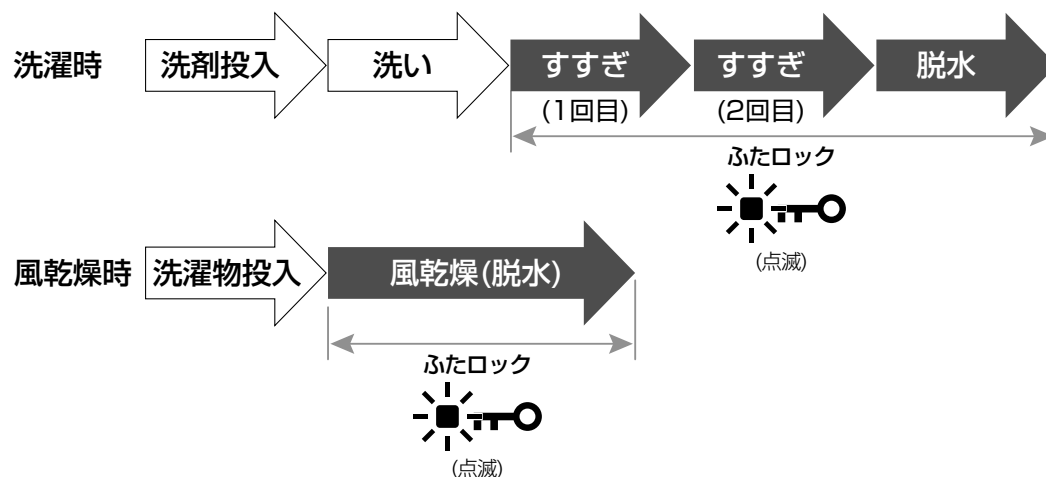 洗濯時 洗剤投入 洗い すすぎ すすぎ 脱水
(1回目) (2回目)
ふたロック
(点滅)
風乾燥時 洗濯物投入 風乾燥(脱水)
ふたロック
(点滅)